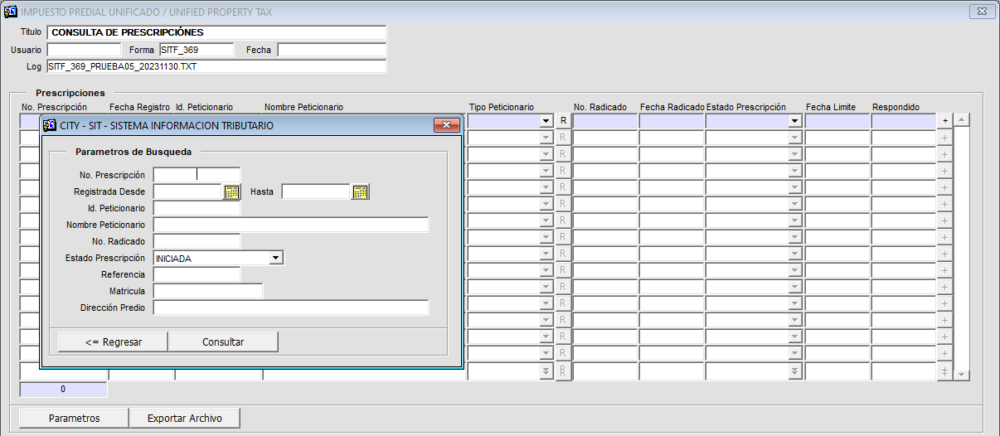 IMPUESTO PREDIAL UNIFICADO / UNIFIED PROPERTY TAX
Titulo CONSULTA DE PRESCRIPCIÓNES
Usuario Forma SITF_369 Fecha
Log SITF_369_PRUEBA05_20231130.TXT
Prescripciones
No. Prescripción Fecha Registro Id. Peticionario Nombre Peticionario Tipo Peticionario No. Radicado Fecha Radicado Estado Prescripción Fecha Limite Respondido
R +
CITY - SIT - SISTEMA INFORMACION TRIBUTARIO
R +
Parametros de Busqueda
R +
No. Prescripción
R +
Registrada Desde Hasta
R +
Id. Peticionario
R +
Nombre Peticionario
R +
No. Radicado
R +
Estado Prescripción INICIADA
R +
Referencia
R +
Matricula
R +
Dirección Predio
R +
R +
R +
<= Regresar Consultar
R +
R +
0
Parametros Exportar Archivo